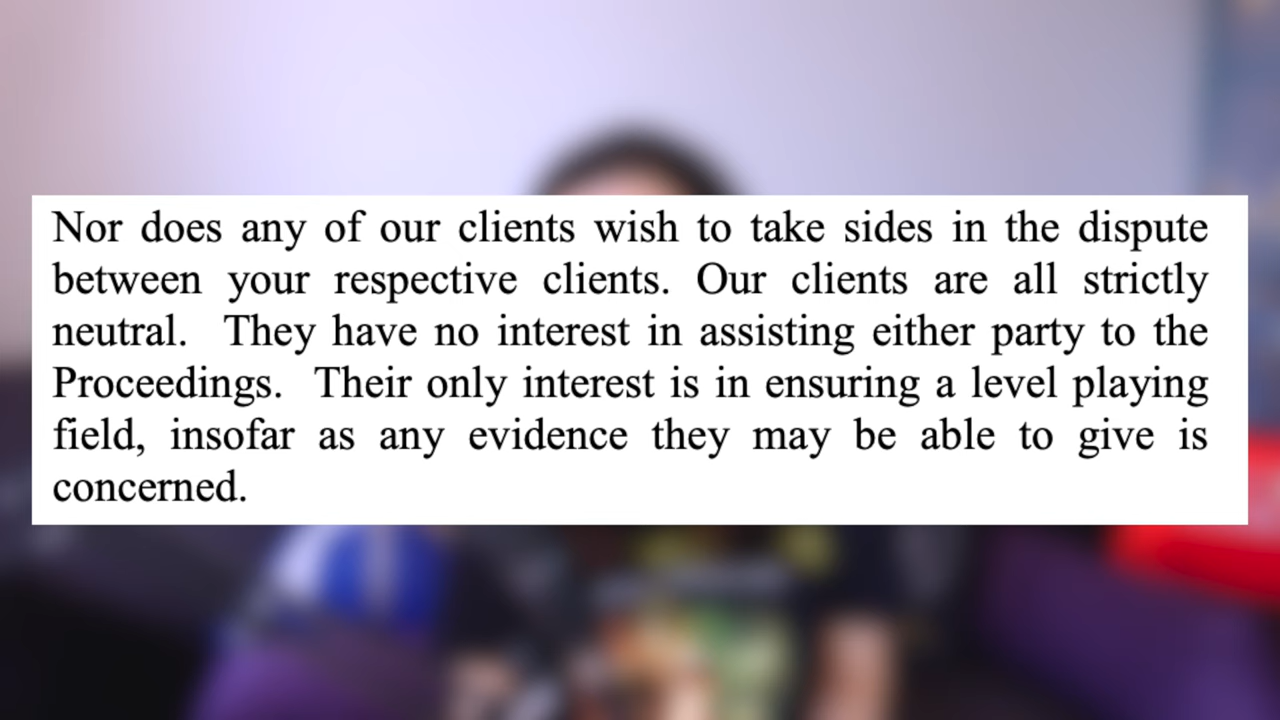 Nor does any of our clients wish to take sides in the dispute
between your respective clients. Our clients are all strictly
neutral. They have no interest in assisting either party to the
Proceedings. Their only interest is in ensuring a level playing
field, insofar as any evidence they may be able to give is
concerned.